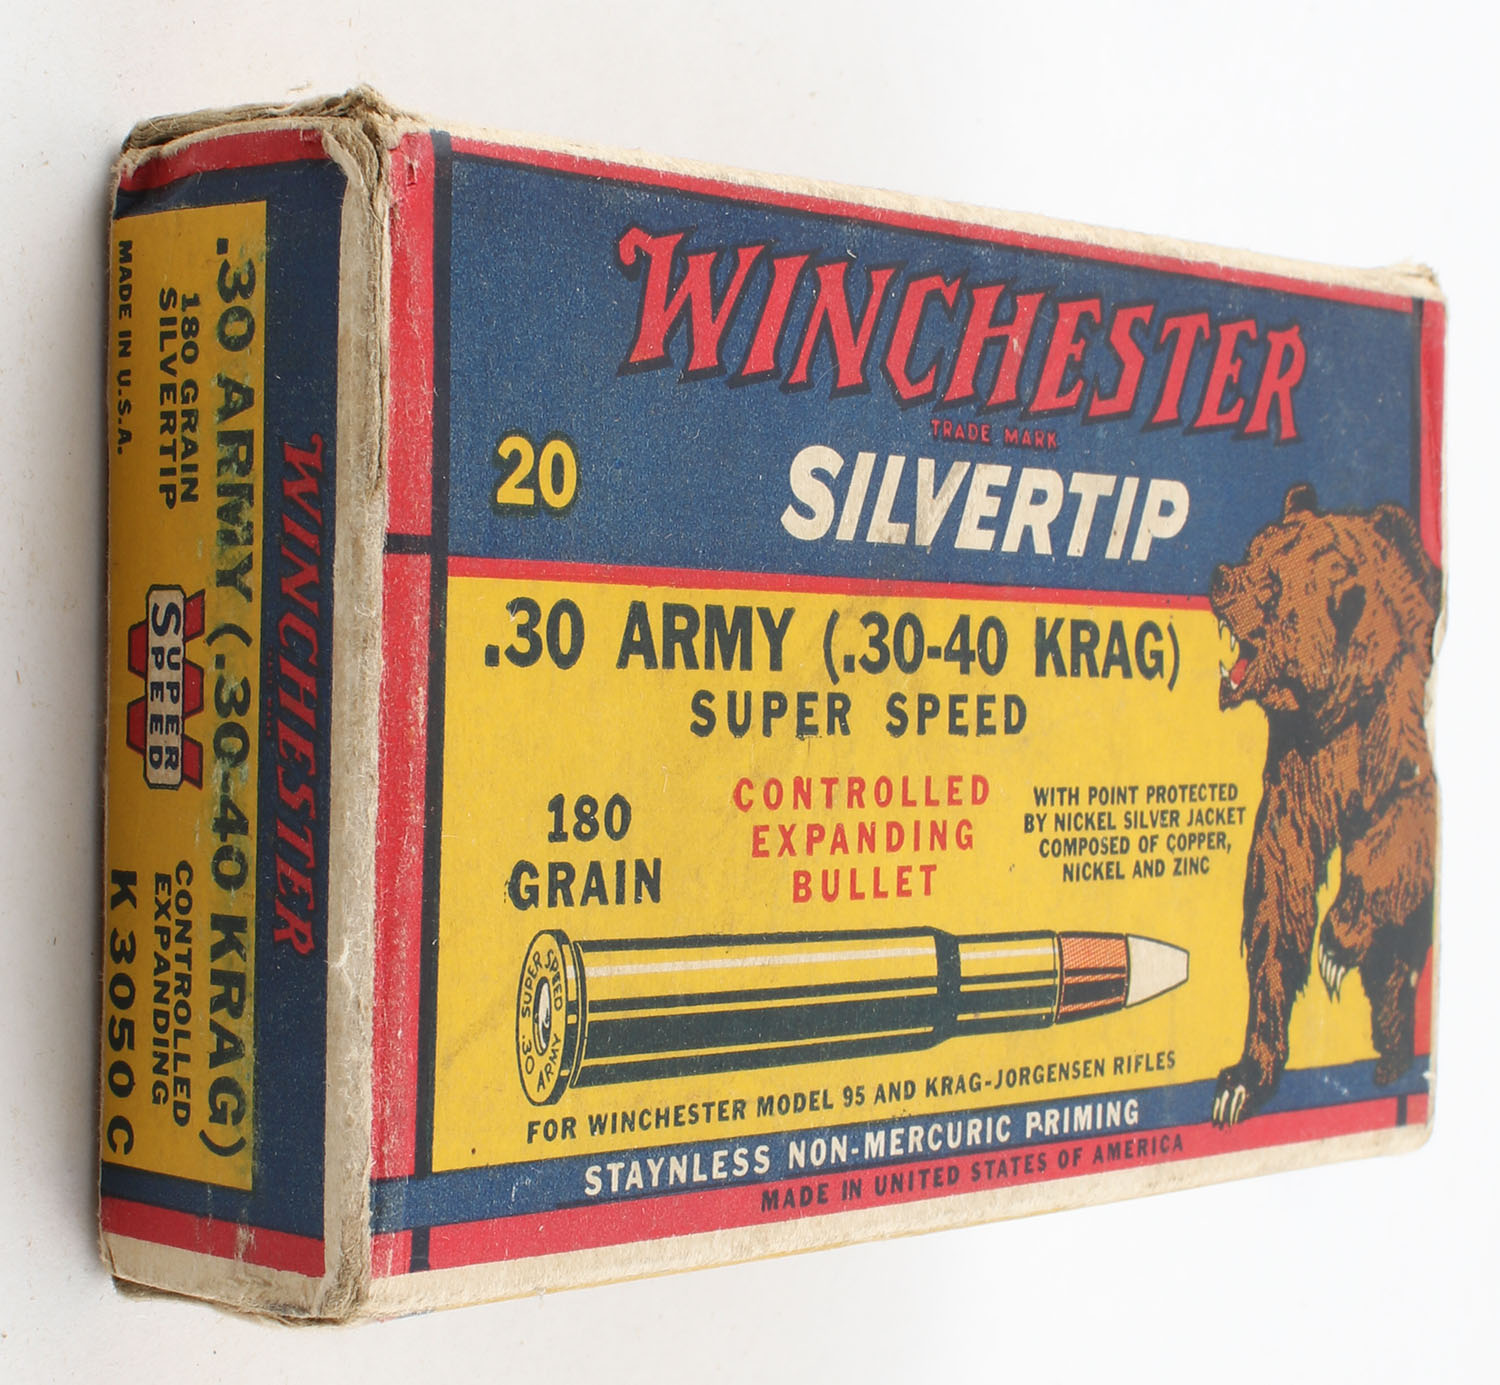 WINCHESTER
TRADE MARK
20
SILVERTIP
.30 ARMY (.30-40 KRAG)
SUPER SPEED
180
GRAIN
CONTROLLED
EXPANDING
BULLET
WITH POINT PROTECTED
BY NICKEL SILVER JACKET
COMPOSED OF COPPER,
NICKEL AND ZINC
SUPER SPEED
.30 ARMY
FOR WINCHESTER MODEL 95 AND KRAG-JORGENSEN RIFLES
STAYNLESS NON-MERCURIC PRIMING
MADE IN UNITED STATES OF AMERICA
WINCHESTER
.30 ARMY (.30-40 KRAG)
180 GRAIN
SILVERTIP
W
SUPER
SPEED
CONTROLLED
EXPANDING
MADE IN U.S.A.
K 3050 C